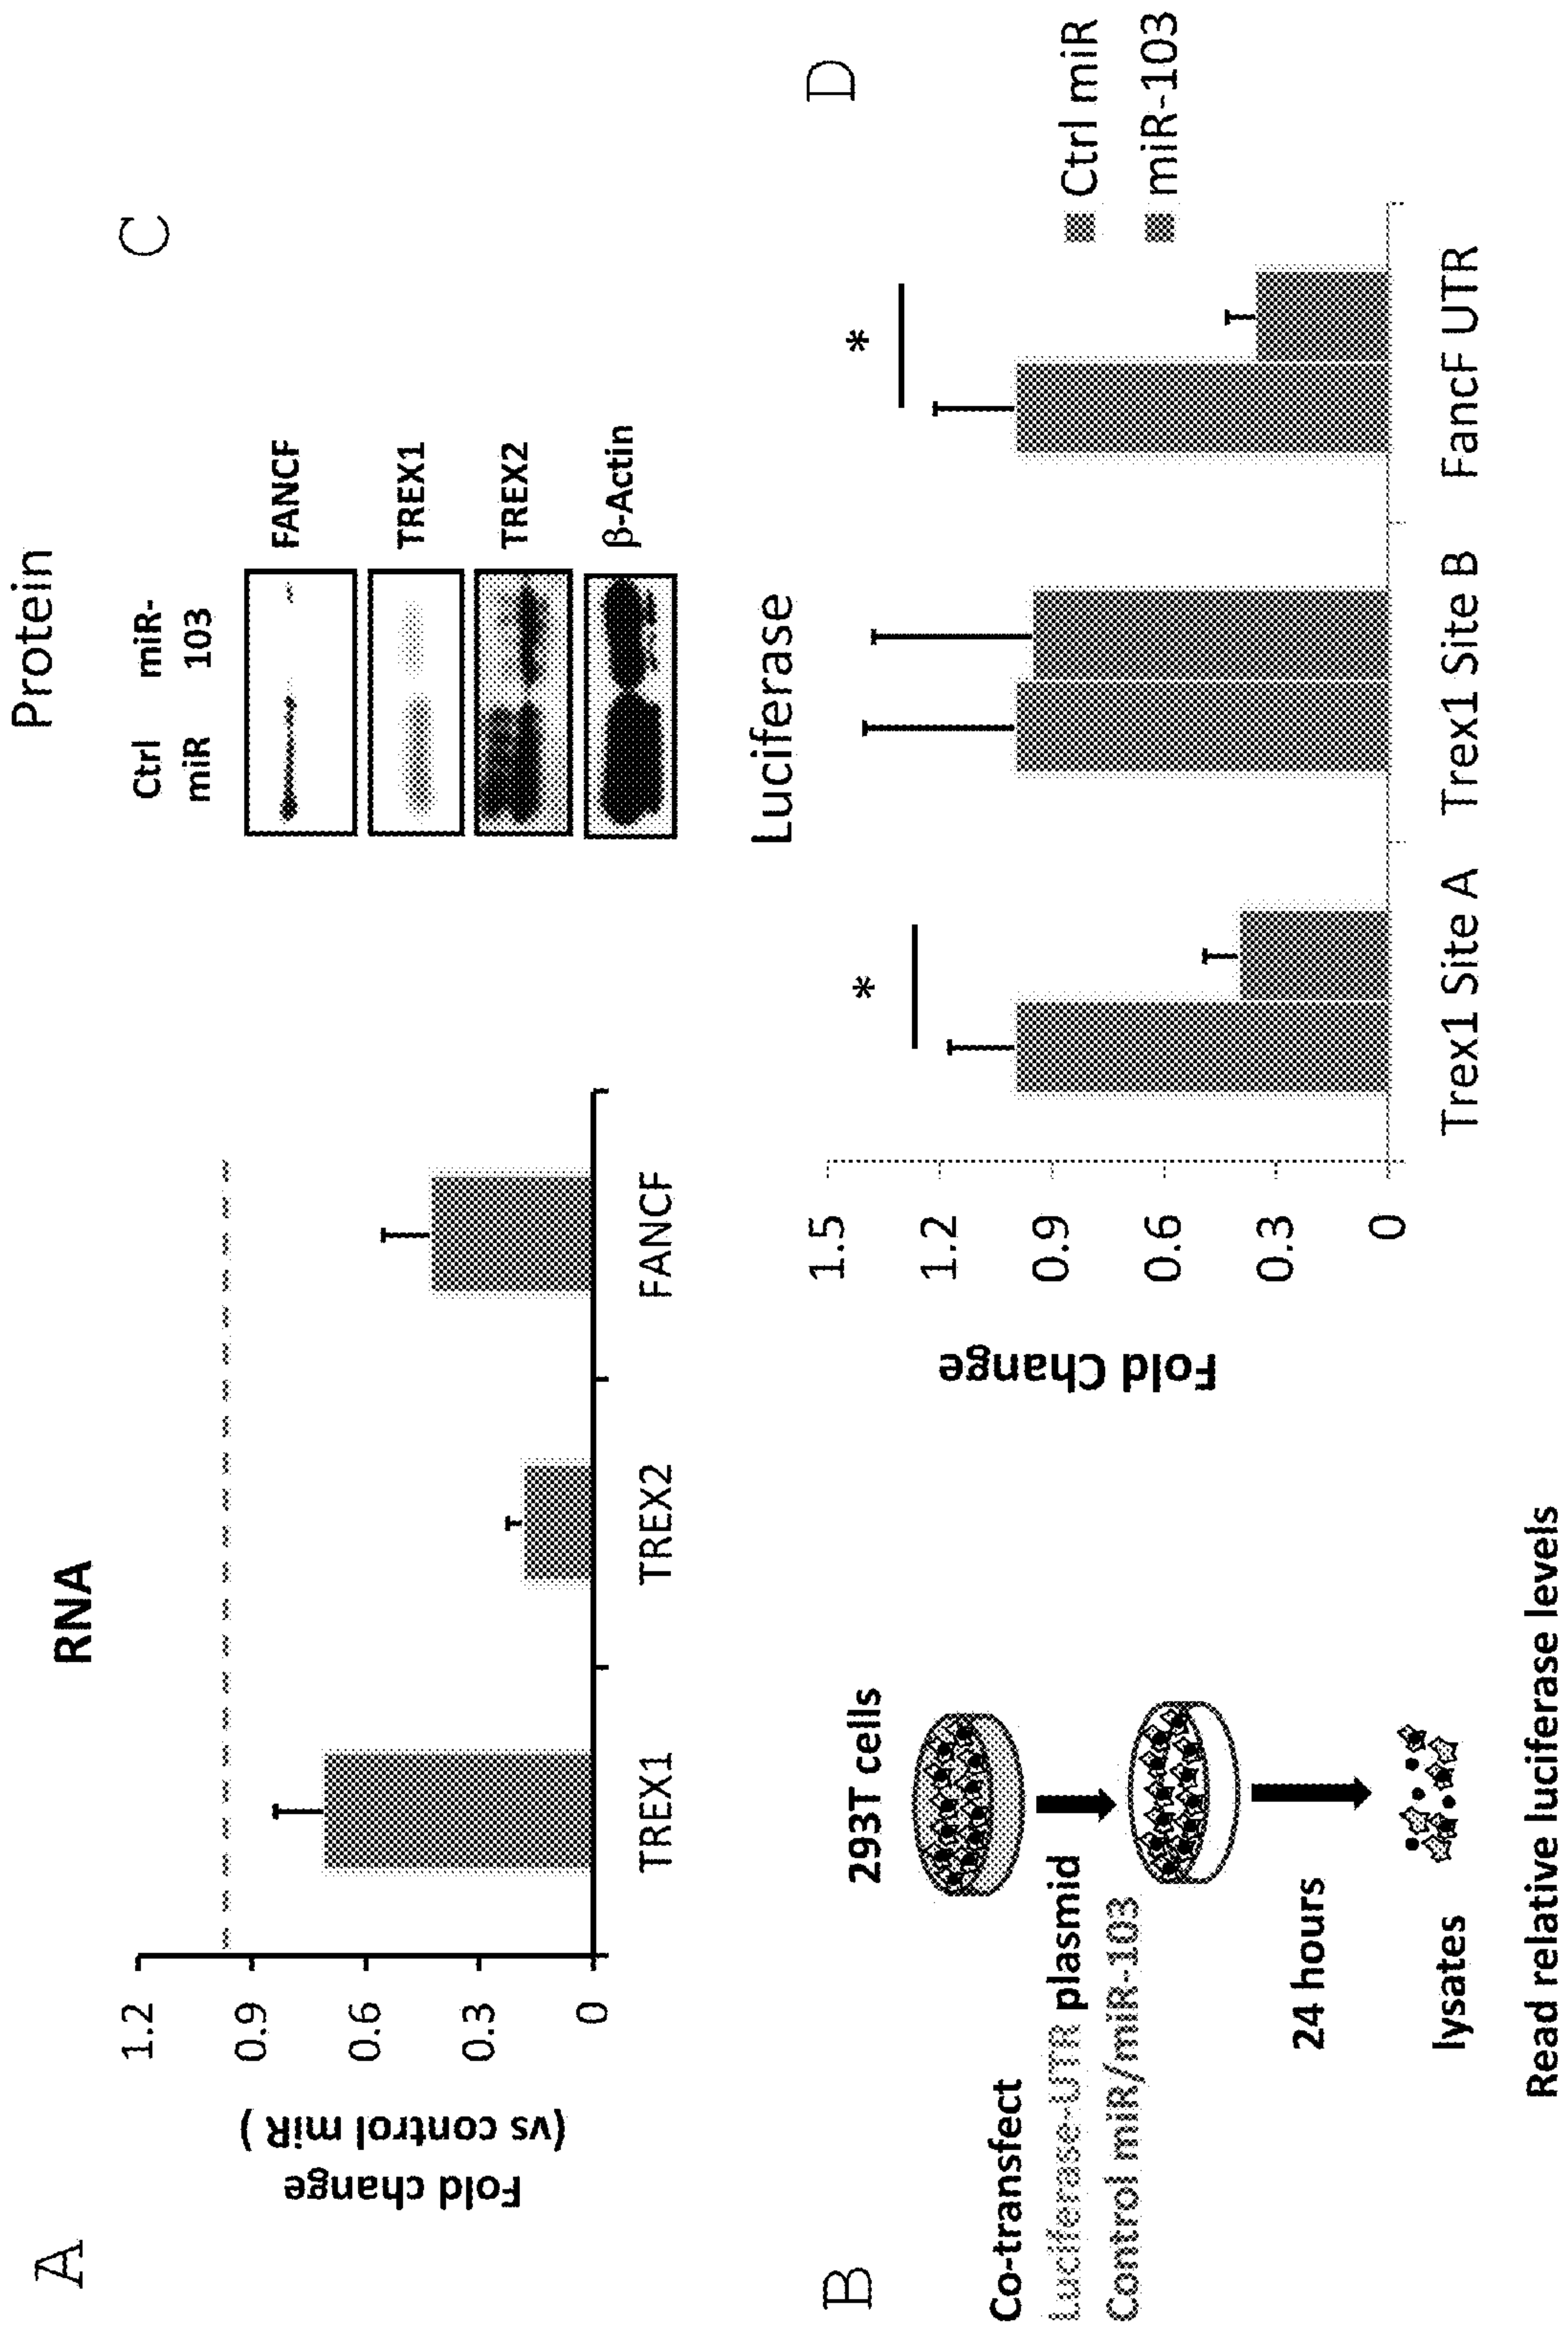 A
RNA
Fold change
(vs control miR )
1.2
0.9
0.6
0.3
0
TREX1
TREX2
FANCF
Protein
C
Ctrl
miR
miR-
103
FANCF
TREX1
TREX2
β-Actin
B
293T cells
Co-transfect
Luciferase-UTR plasmid
Control miR/miR-103
24 hours
lysates
Read relative luciferase levels
Luciferase
D
Fold Change
1.5
1.2
0.9
0.6
0.3
0
*
*
Trex1 Site A
Trex1 Site B
FancF UTR
Ctrl miR
miR-103